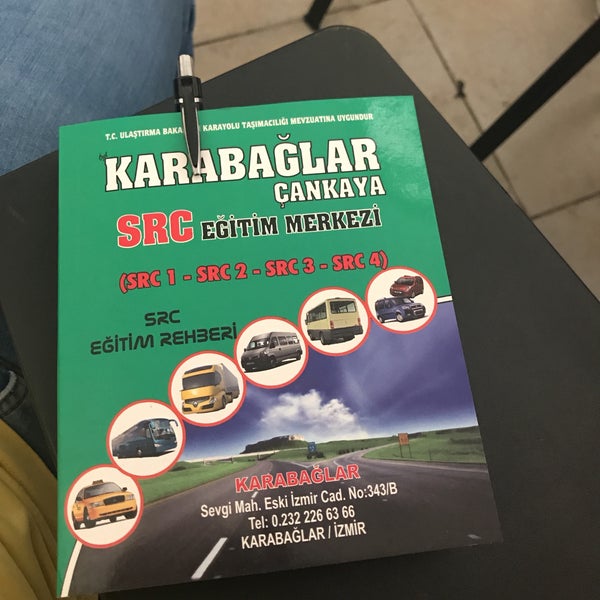 T.C. ULAŞTIRMA KARAYOLU TAŞIMACILIĞI MEVZUATINA UYGUNDUR
KARABAĞLAR
ÇANKAYA
SRC EĞİTİM MERKEZİ
(SRC 1 - SRC 2 - SRC 3 - SRC 4)
SRC
EĞİTİM REHBERİ
KARABAĞLAR
Sevgi Mah. Eski İzmir Cad. No:343/B
Tel: 0.232 226 63 66
KARABAĞLAR / İZMİR